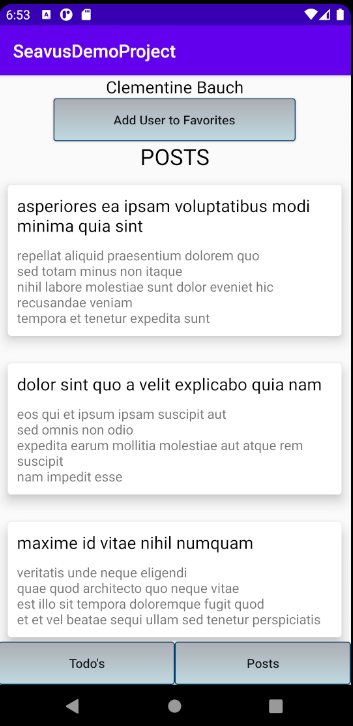 6:53
SeavusDemoProject
Clementine Bauch
Add User to Favorites
POSTS
asperiores ea ipsam voluptatibus modi
minima quia sint
repellat aliquid praesentium dolorem quo
sed totam minus non itaque
nihil labore molestiae sunt dolor eveniet hic
recusandae veniam
tempora et tenetur expedita sunt
dolor sint quo a velit explicabo quia nam
eos qui et ipsum ipsam suscipit aut
sed omnis non odio
expedita earum mollitia molestiae aut atque rem
suscipit
nam impedit esse
maxime id vitae nihil numquam
veritatis unde neque eligendi
quae quod architecto quo neque vitae
est illo sit tempora doloremque fugit quod
et et vel beatae sequi ullam sed tenetur perspiciatis
Todo's
Posts